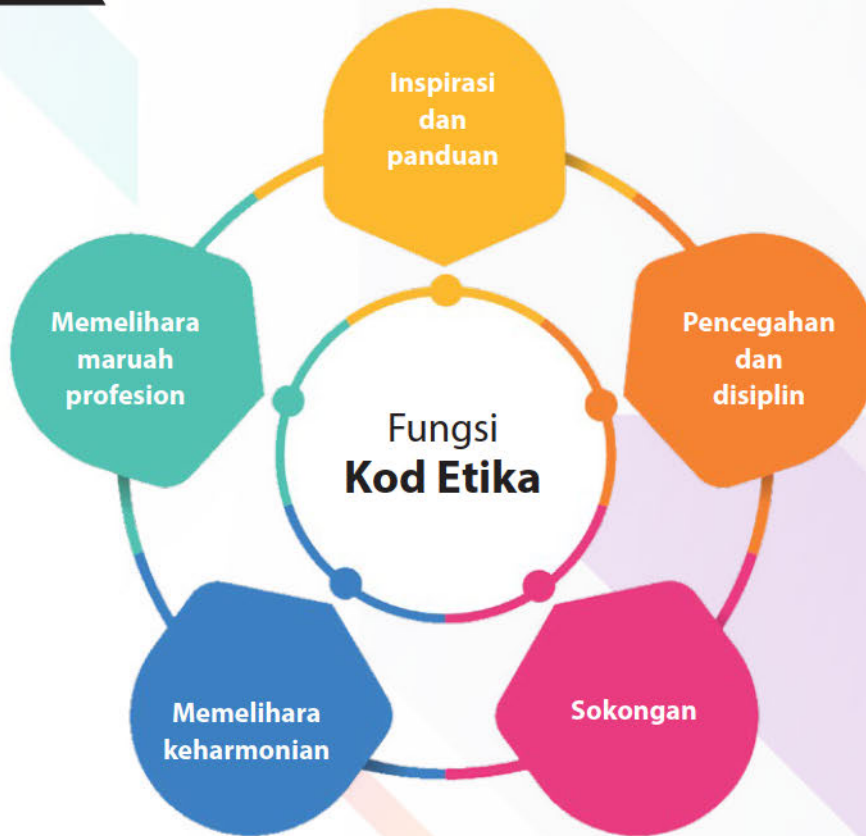 Inspirasi
dan
panduan
Pencegahan
dan
disiplin
Sokongan
Memelihara
keharmonian
Memelihara
maruah
profesion
Fungsi
Kod Etika